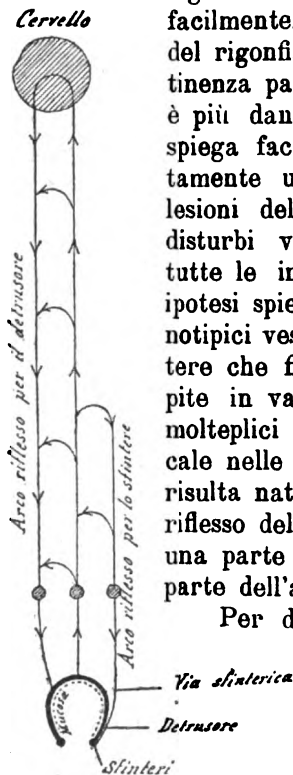 Cervello
Arco riflesso per il detrusore
Arco riflesso per lo sfintere
Mucosa
Via sfinterica
Detrusore
Sfinteri
facilmente.
del rigonfi
tinenza pa
è più dan
spiega fac
tamente u
lesioni del
disturbi v
tutte le in
ipotesi spie
notipici ves
tere che f
pite in va
molteplici
cale nelle
risulta nat
riflesso del
una parte
parte dell'a
Per d